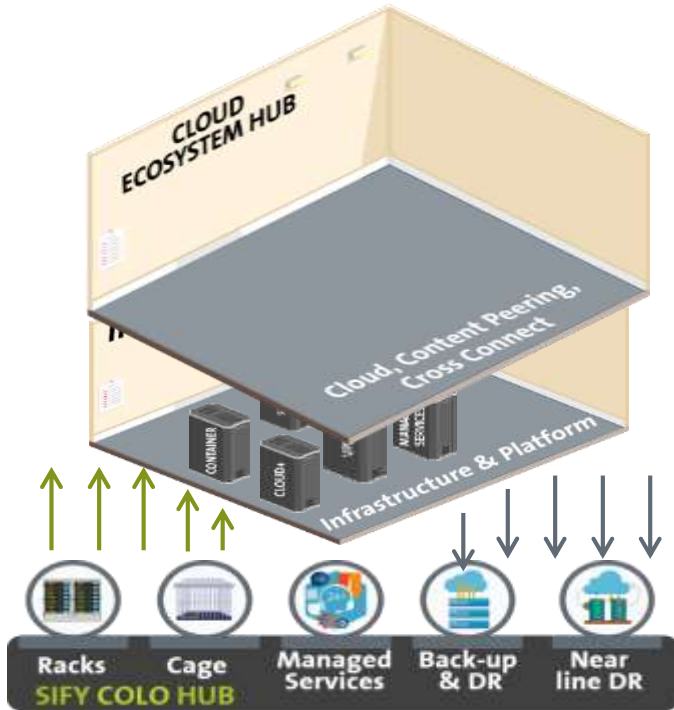 CLOUD
ECOSYSTEM HUB
Cloud, Content Peering,
Cross Connect
CONTAINER
CLOUD+
SERVICES
Infrastructure & Platform
Racks
Cage
Managed
Services
Back-up
& DR
Near
line DR
SIFY COLO HUB